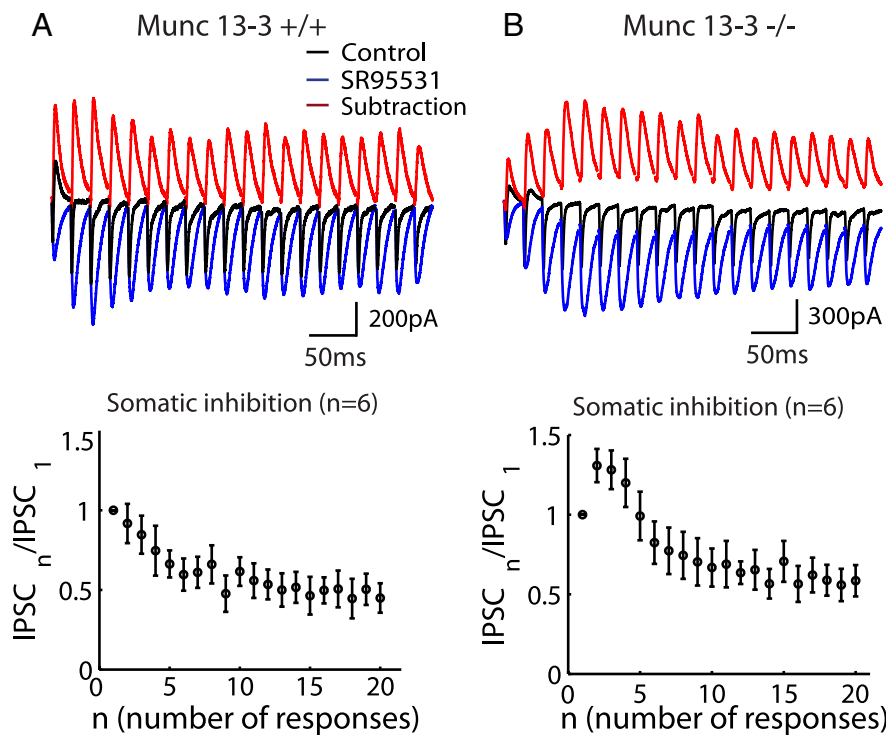 A Munc 13-3 +/+
Control
SR95531
Subtraction
200pA
50ms
Somatic inhibition (n=6)
1.5
1
0.5
0
IPSC n/IPSC 1
0 5 10 15 20
n (number of responses)
B Munc 13-3 -/-
300pA
50ms
Somatic inhibition (n=6)
1.5
1
0.5
0
IPSC n/IPSC 1
0 5 10 15 20
n (number of responses)